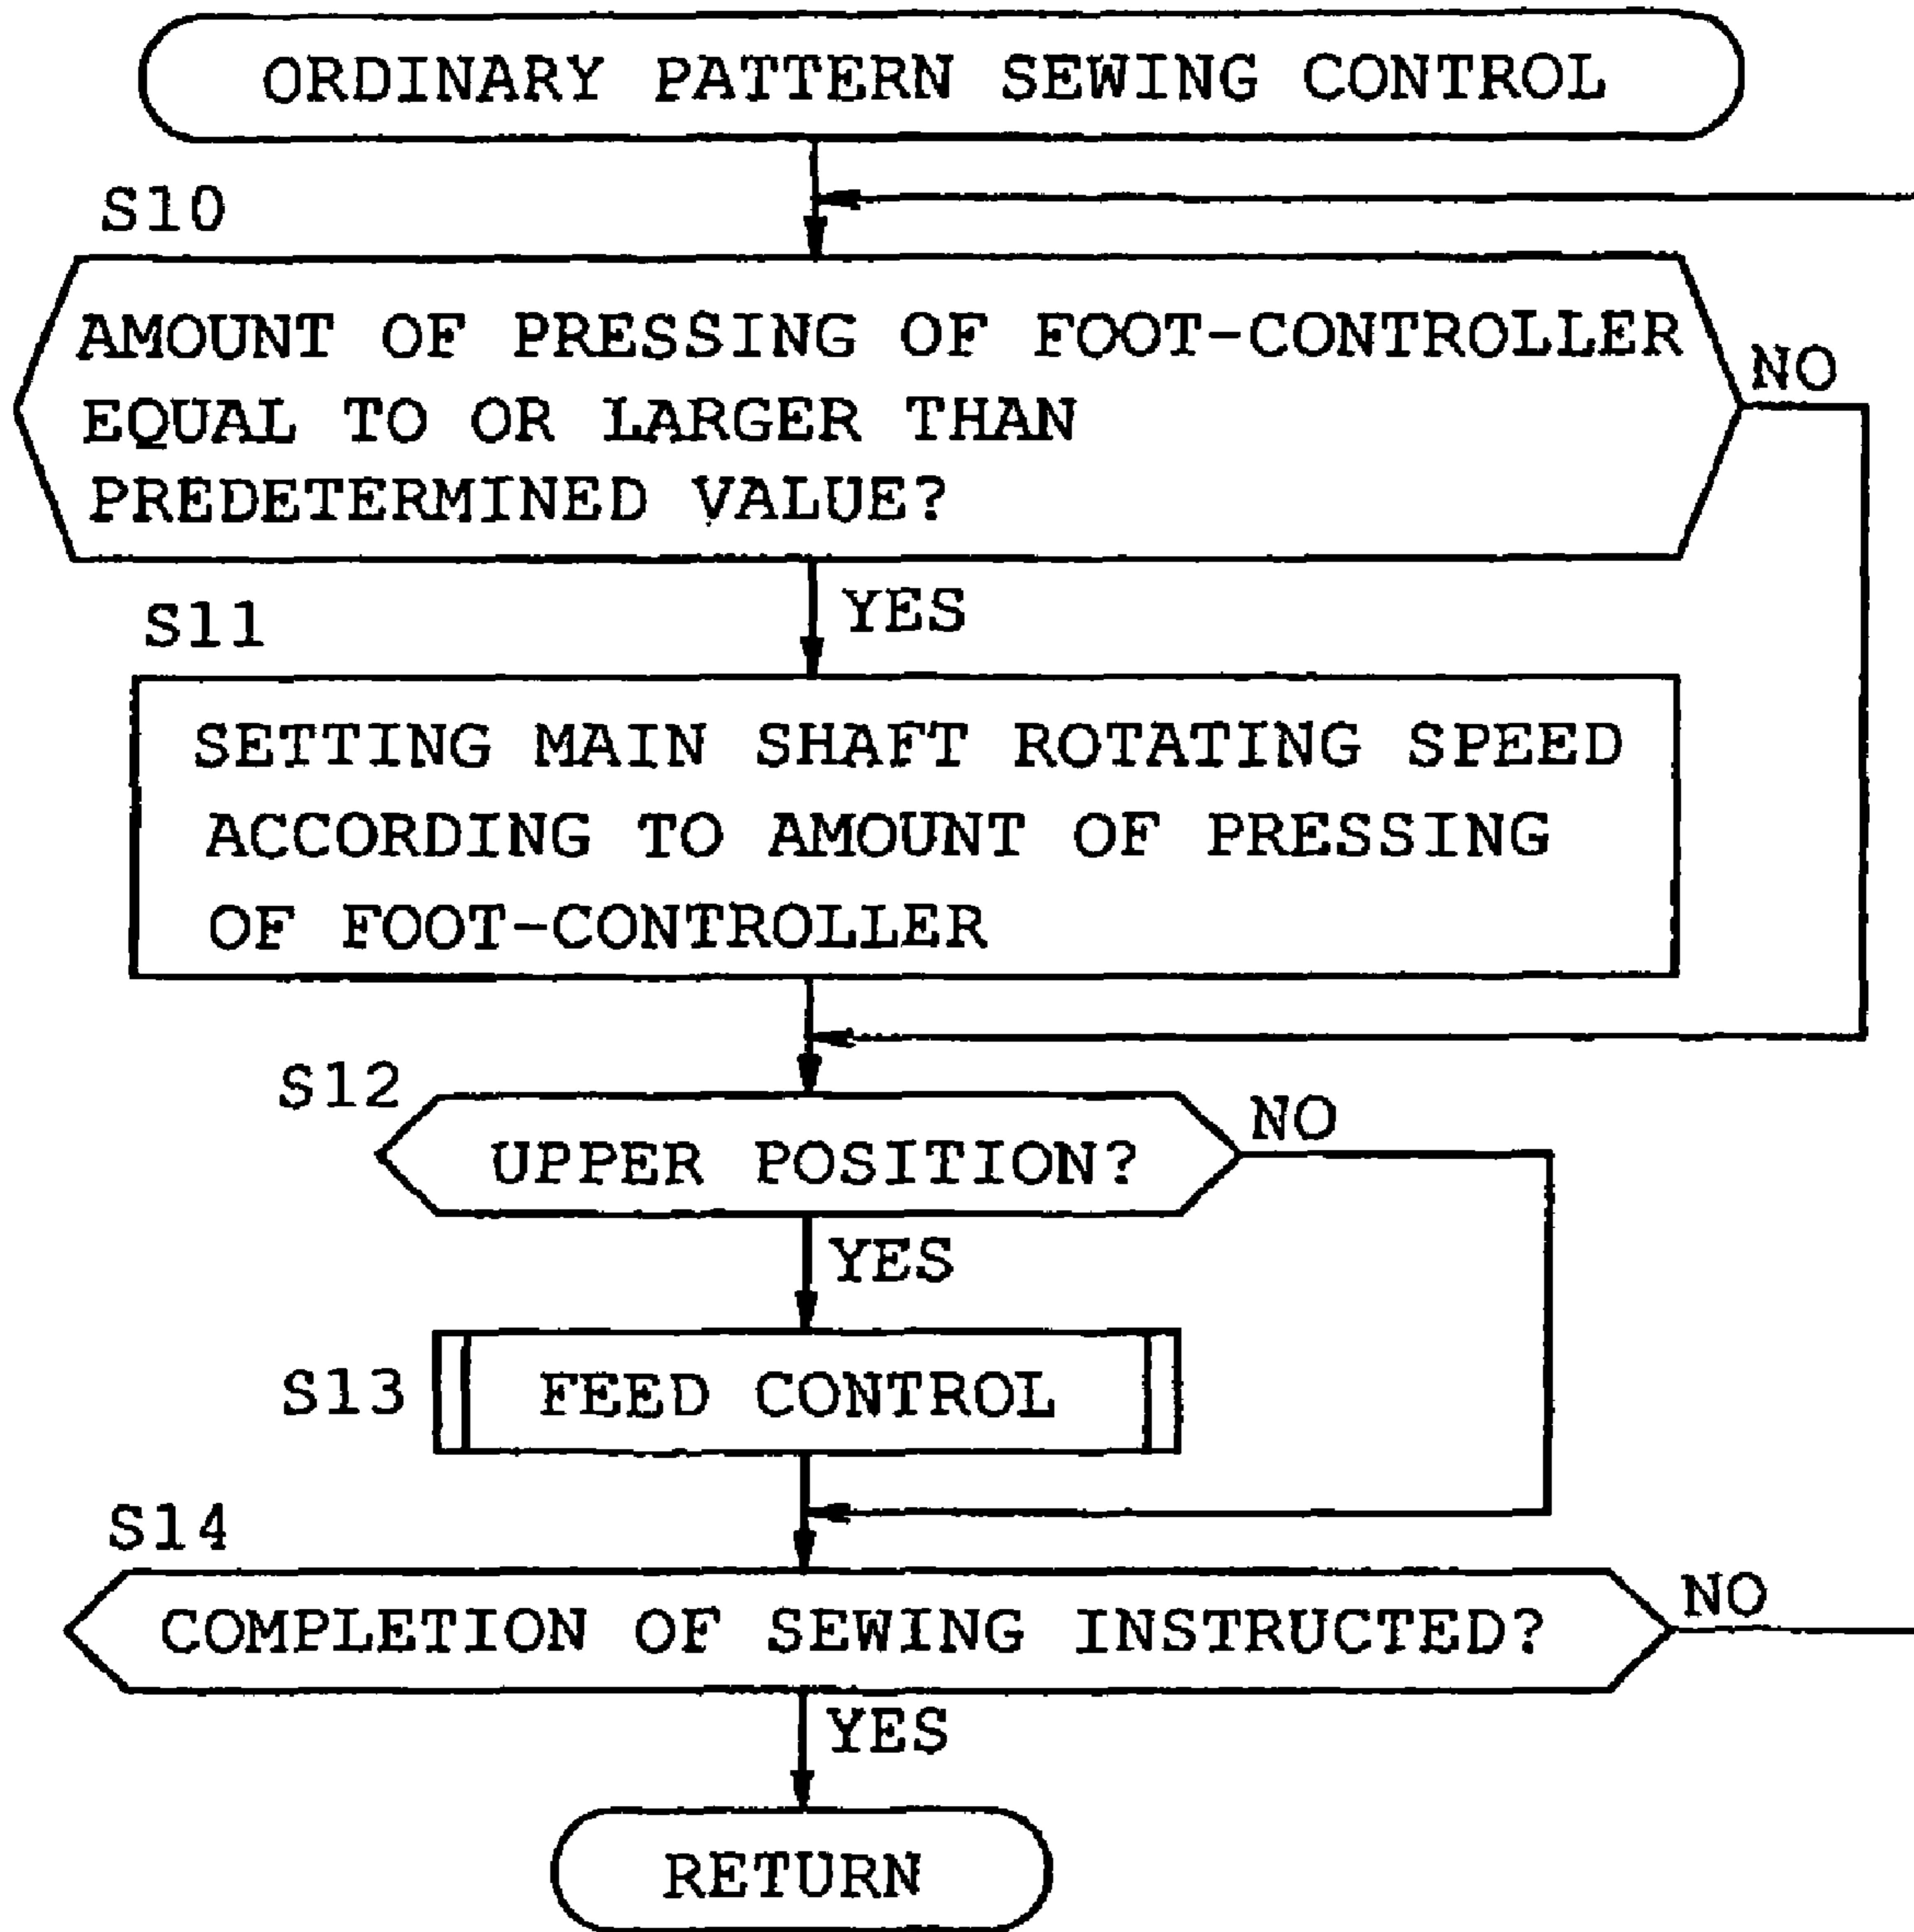 ORDINARY PATTERN SEWING CONTROL
S10
AMOUNT OF PRESSING OF FOOT-CONTROLLER
EQUAL TO OR LARGER THAN
PREDETERMINED VALUE?
NO
YES
S11
SETTING MAIN SHAFT ROTATING SPEED
ACCORDING TO AMOUNT OF PRESSING
OF FOOT-CONTROLLER
S12
UPPER POSITION?
NO
YES
S13
FEED CONTROL
S14
COMPLETION OF SEWING INSTRUCTED?
NO
YES
RETURN